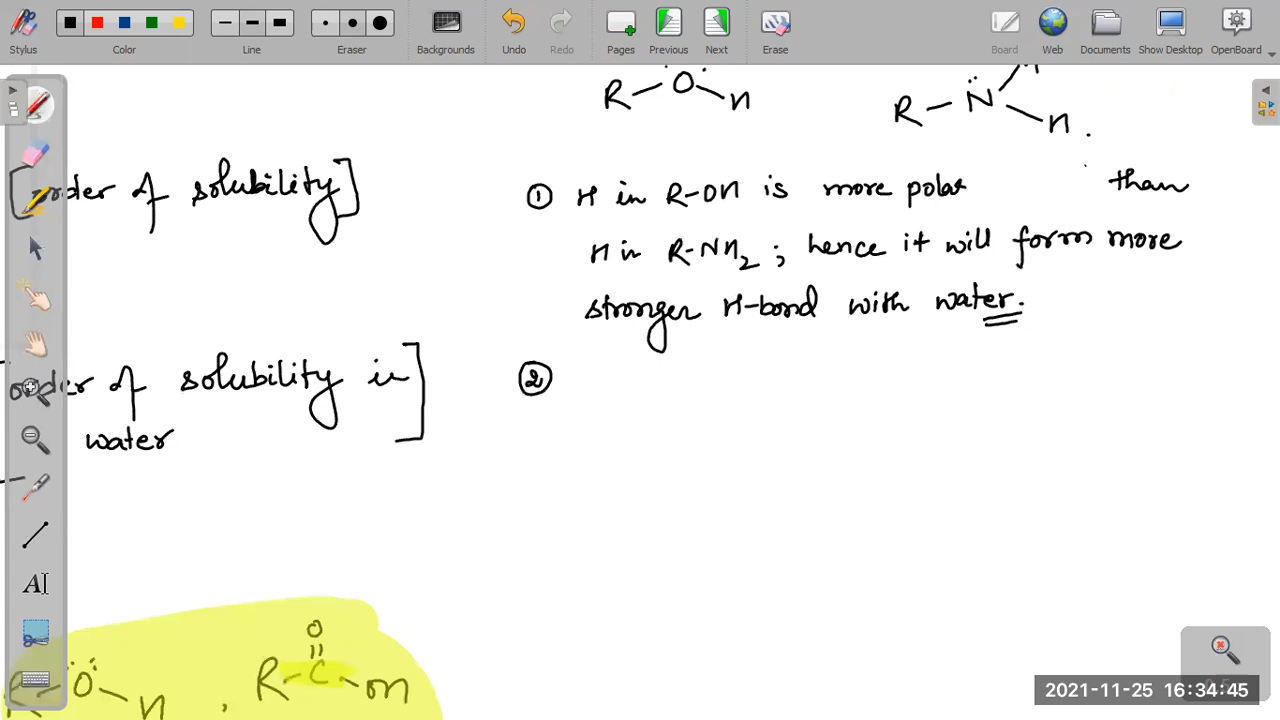 Stylus
Color
Line
Eraser
Backgrounds
Undo
Redo
Pages
Previous
Next
Erase
Board
Web
Documents
Show Desktop
OpenBoard
R-O-H
R-N-H
H
[order of solubility]
① H in R-OH is more polar than
H in R-NH2; hence it will form more
stronger H-bond with water.
order of solubility in]
water
②
R-O-H , R-C-OH
O
2021-11-25 16:34:45